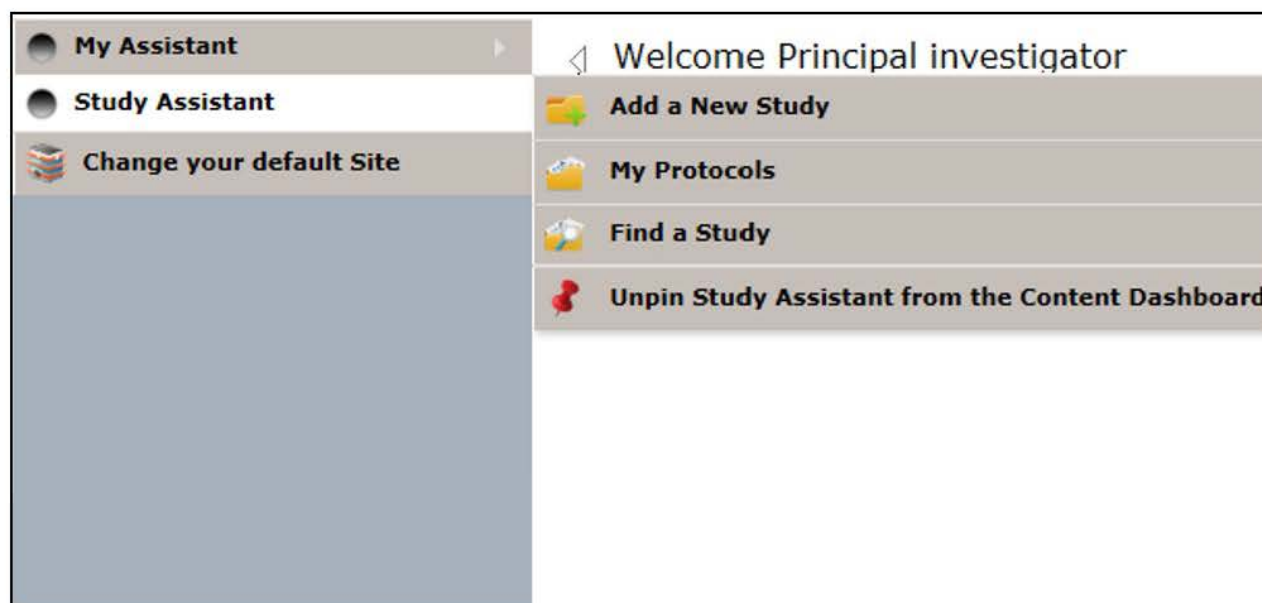 My Assistant
Welcome Principal investigator
Study Assistant
Change your default Site
Add a New Study
My Protocols
Find a Study
Unpin Study Assistant from the Content Dashboard